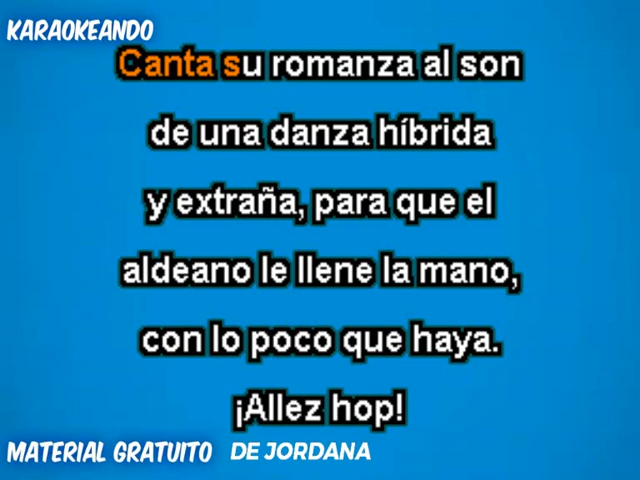 KARAOKEANDO
Canta su romanza al son
de una danza híbrida
y extraña, para que el
aldeano le llene la mano,
con lo poco que haya.
¡Allez hop!
MATERIAL GRATUITO DE JORDANA